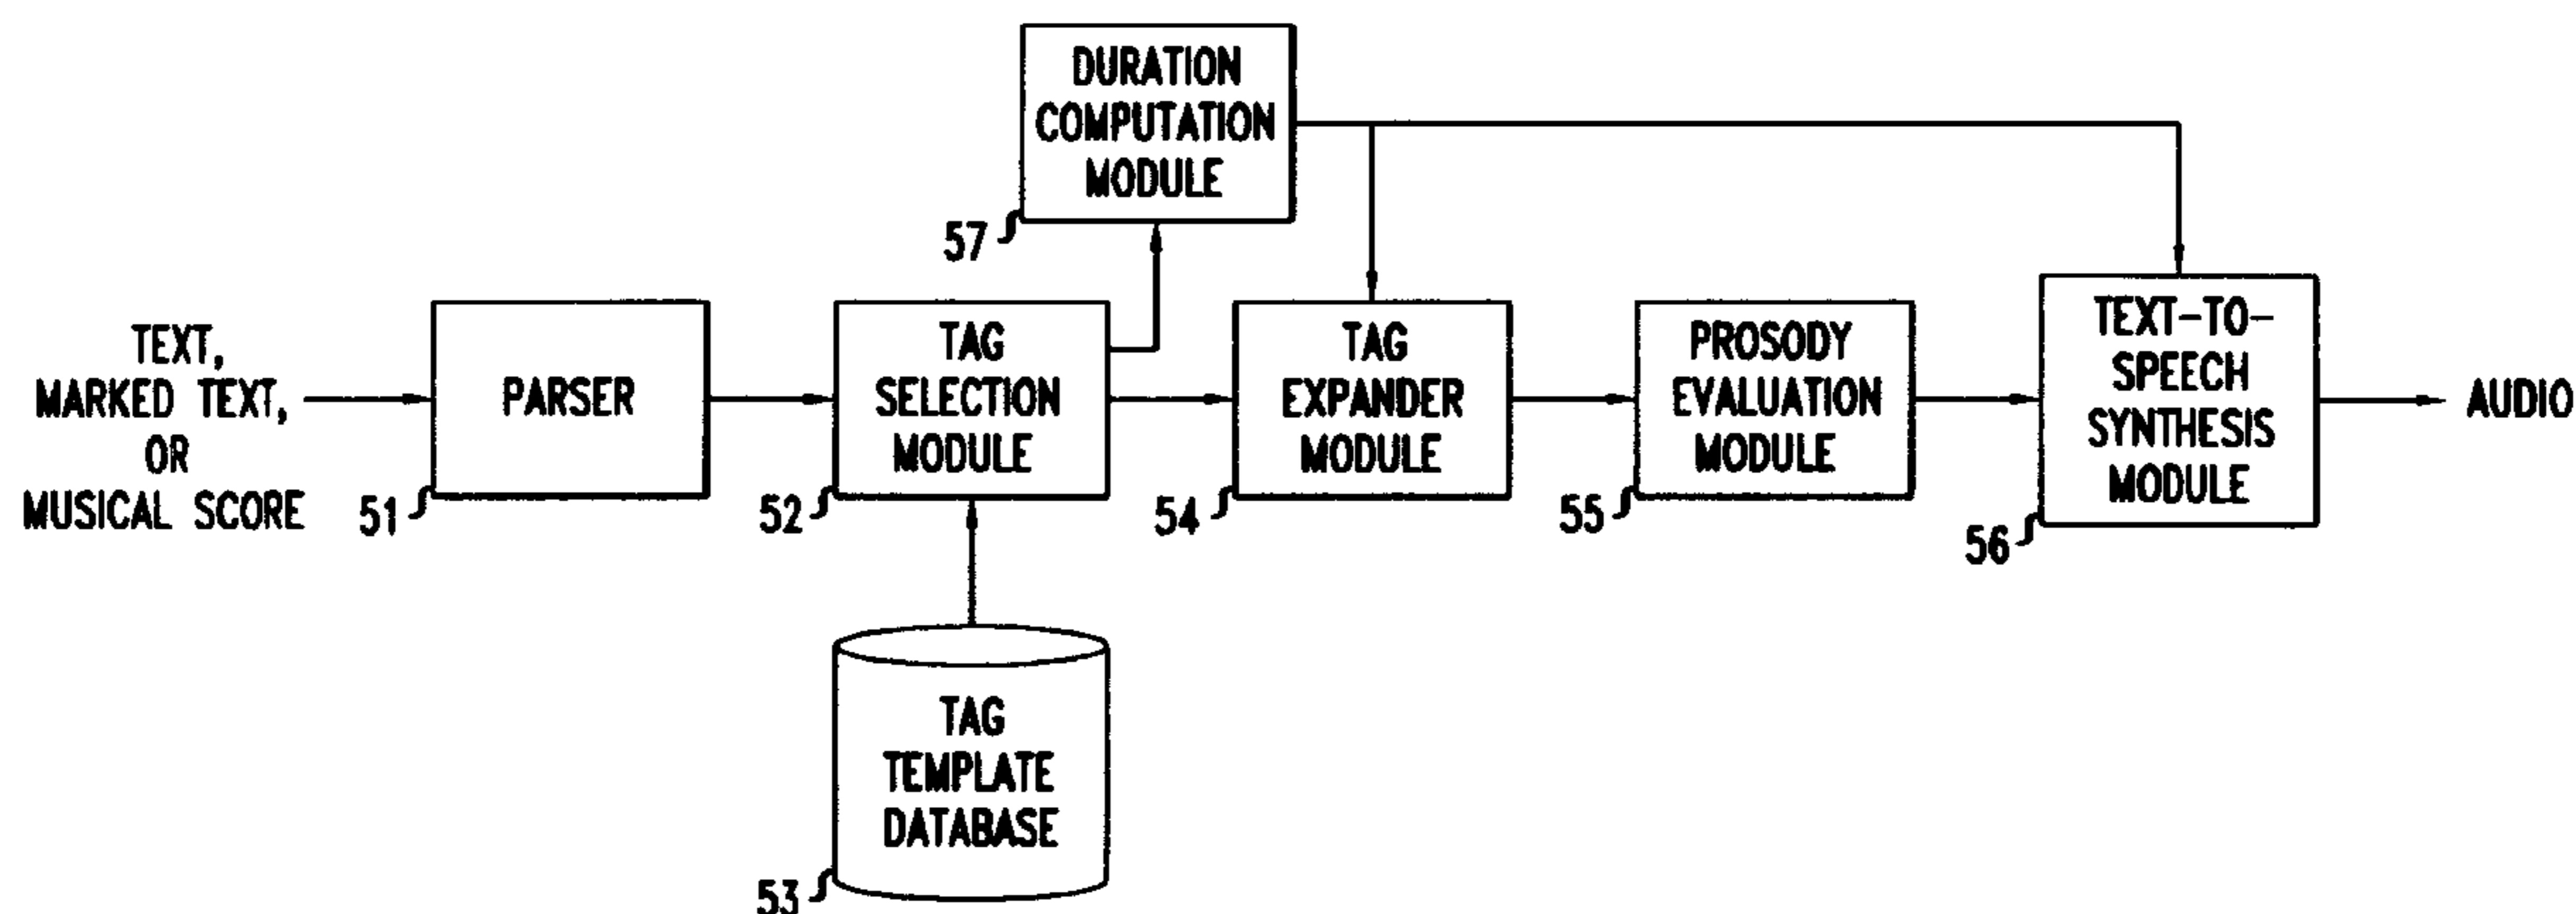 DURATION
COMPUTATION
MODULE
57
TEXT,
MARKED TEXT,
OR
MUSICAL SCORE
PARSER
51
TAG
SELECTION
MODULE
52
TAG
EXPANDER
MODULE
54
PROSODY
EVALUATION
MODULE
55
TEXT-TO-
SPEECH
SYNTHESIS
MODULE
56
AUDIO
TAG
TEMPLATE
DATABASE
53